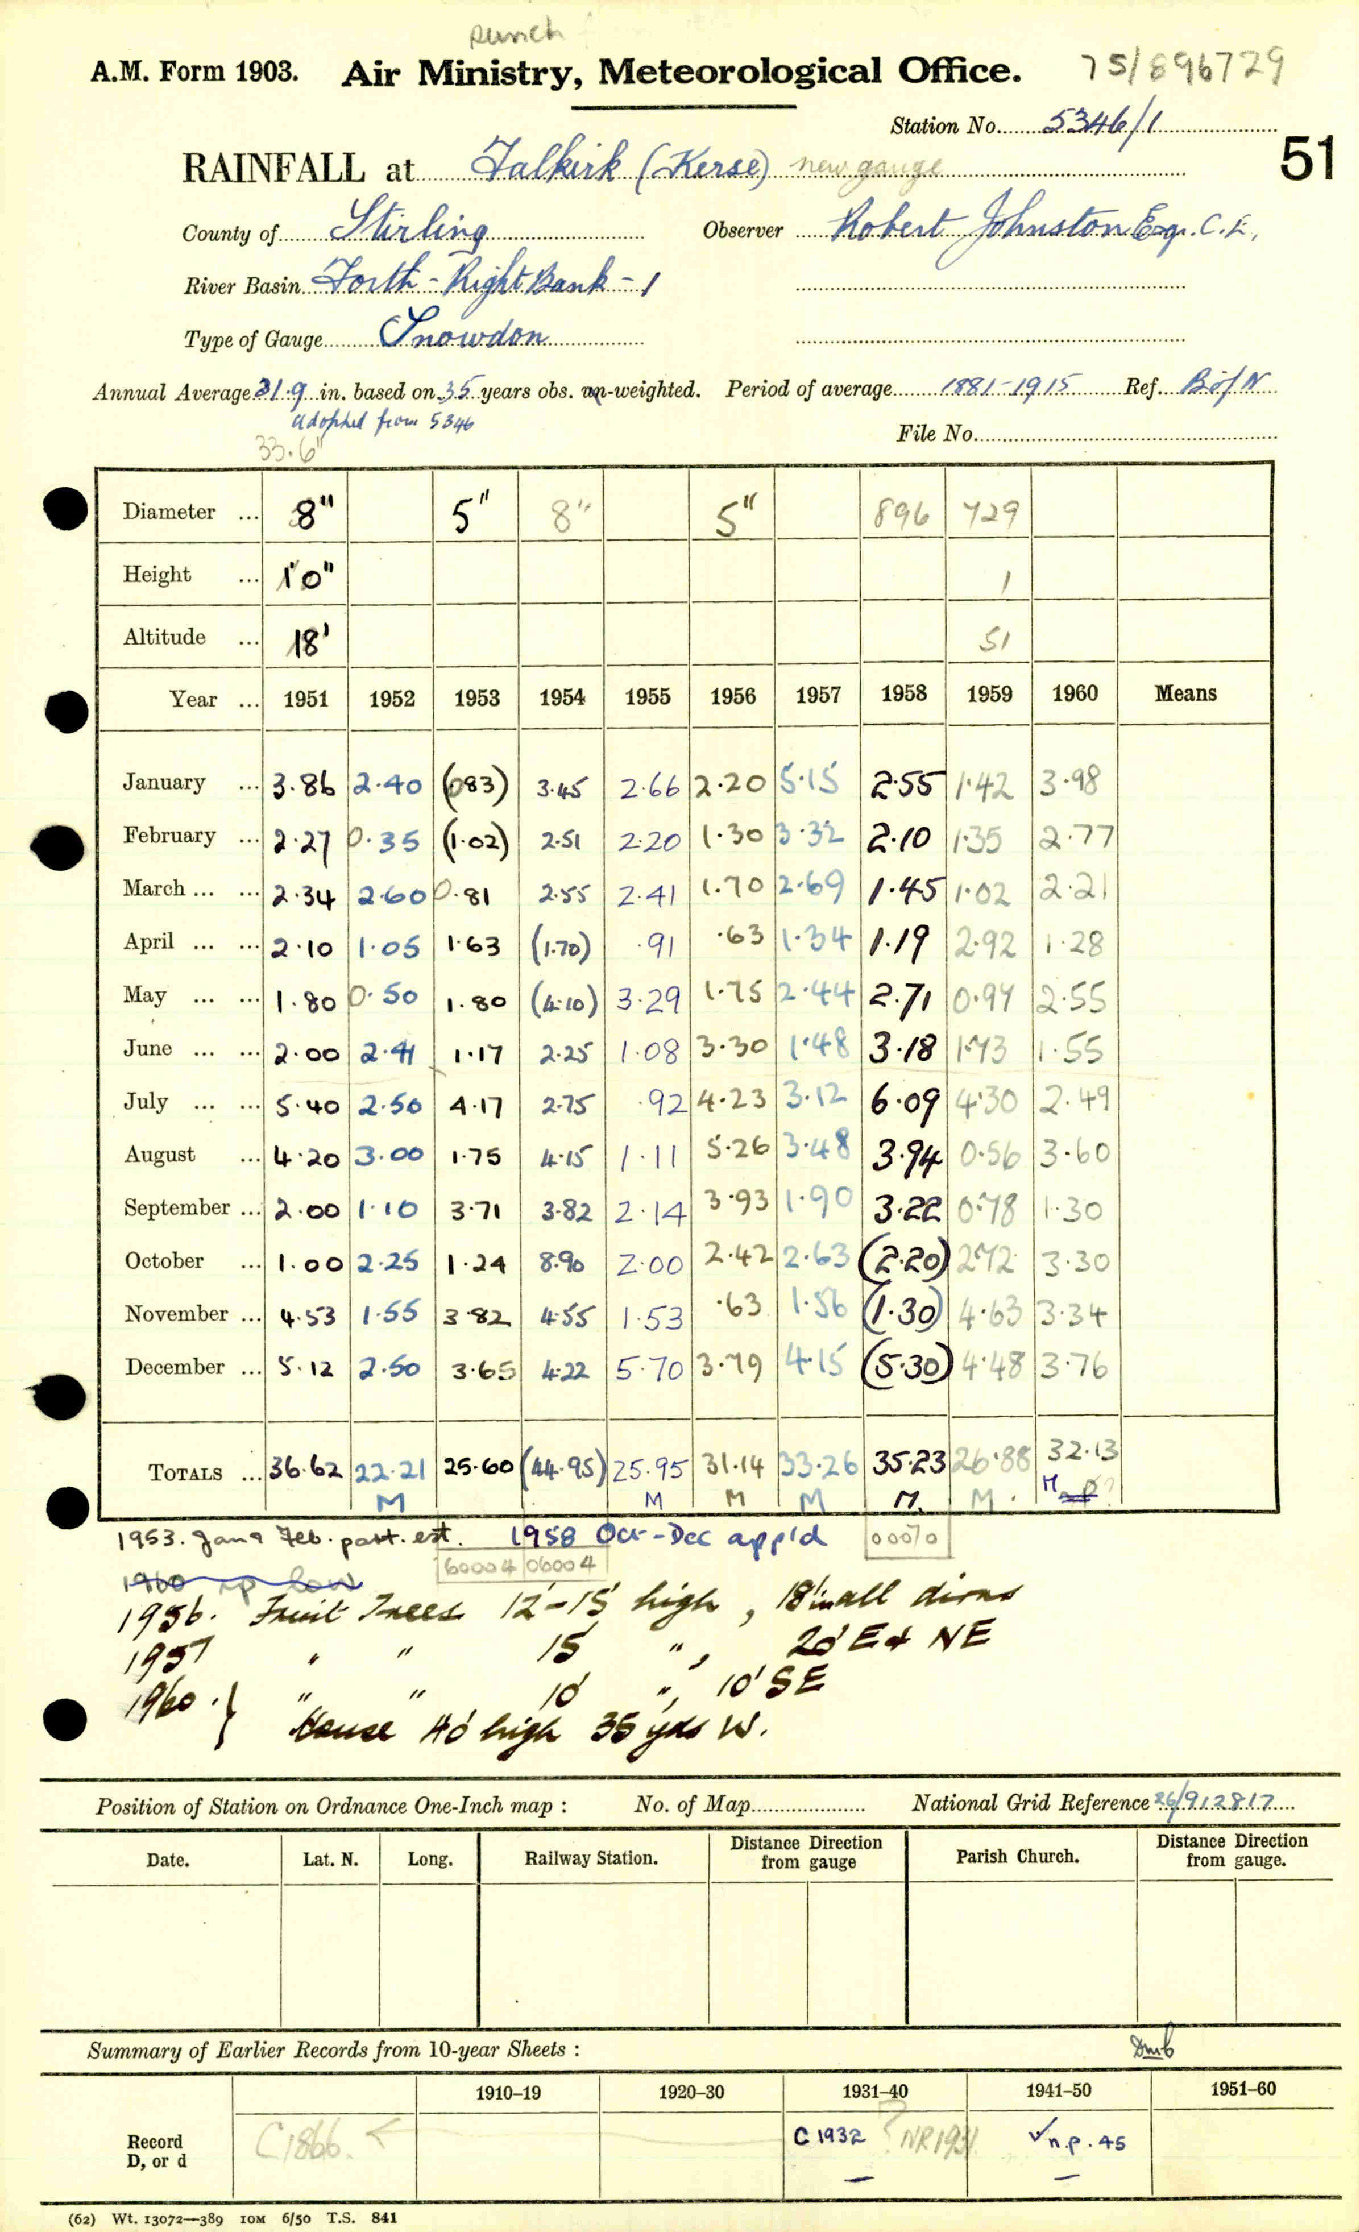 punch
A.M. Form 1903. Air Ministry, Meteorological Office. 75/896729
Station No. 5346/1
51
RAINFALL at Falkirk (Kerse) new gauge
County of Stirling Observer Robert Johnston Esq. C.E.
River Basin Forth - Right Bank - 1
Type of Gauge Snowdon
Annual Average 31.9 in. based on 35 years obs. un-weighted. Period of average 1881-1915 Ref. B of N
adopted from 5346
33.6"
File No.
Diameter ... 8" 5" 8" 5" 896 729
Height ... 1'0" 1
Altitude ... 18' 51
Year ... 1951 1952 1953 1954 1955 1956 1957 1958 1959 1960 Means
January ... 3.86 2.40 (083) 3.45 2.66 2.20 5.15 2.55 1.42 3.98
February ... 2.27 0.35 (1.02) 2.51 2.20 1.30 3.32 2.10 1.35 2.77
March ... ... 2.34 2.60 0.81 2.55 2.41 1.70 2.69 1.45 1.02 2.21
April ... ... 2.10 1.05 1.63 (1.70) .91 .63 1.34 1.19 2.92 1.28
May ... ... 1.80 0.50 1.80 (4.10) 3.29 1.75 2.44 2.71 0.97 2.55
June ... ... 2.00 2.41 1.17 2.25 1.08 3.30 1.48 3.18 1.73 1.55
July ... ... 5.40 2.50 4.17 2.75 .92 4.23 3.12 6.09 4.30 2.49
August ... 4.20 3.00 1.75 4.15 1.11 5.26 3.48 3.94 0.56 3.60
September ... 2.00 1.10 3.71 3.82 2.14 3.93 1.90 3.22 0.78 1.30
October ... 1.00 2.25 1.24 8.90 2.00 2.42 2.63 (2.20) 2.72 3.30
November ... 4.53 1.55 3.82 4.55 1.53 .63 1.56 (1.30) 4.63 3.34
December ... 5.12 2.50 3.65 4.22 5.70 3.79 4.15 (5.30) 4.48 3.76
TOTALS ... 36.62 22.21 25.60 (44.95) 25.95 31.14 33.26 35.23 26.88 32.13
M M M M M M. M
1953. Jan & Feb. part. est. 1958 Oct-Dec app'd 00070
60004 06004
1960 rp low
1956. Fruit Trees 12'-15' high, 18' in all dirns
1957 " " 15' ", 20' E & NE
1960. } " " 10' ", 10' SE
House 40' high 35 yds W.
Position of Station on Ordnance One-Inch map : No. of Map National Grid Reference 26/912817
Date. Lat. N. Long. Railway Station. Distance Direction from gauge Parish Church. Distance Direction from gauge.
Summary of Earlier Records from 10-year Sheets : Dmb
1910–19 1920–30 1931–40 1941–50 1951–60
Record D, or d C1866. C 1932 ? NR 1931. √n.p. 45
(62) Wt. 13072—389 10M 6/50 T.S. 841